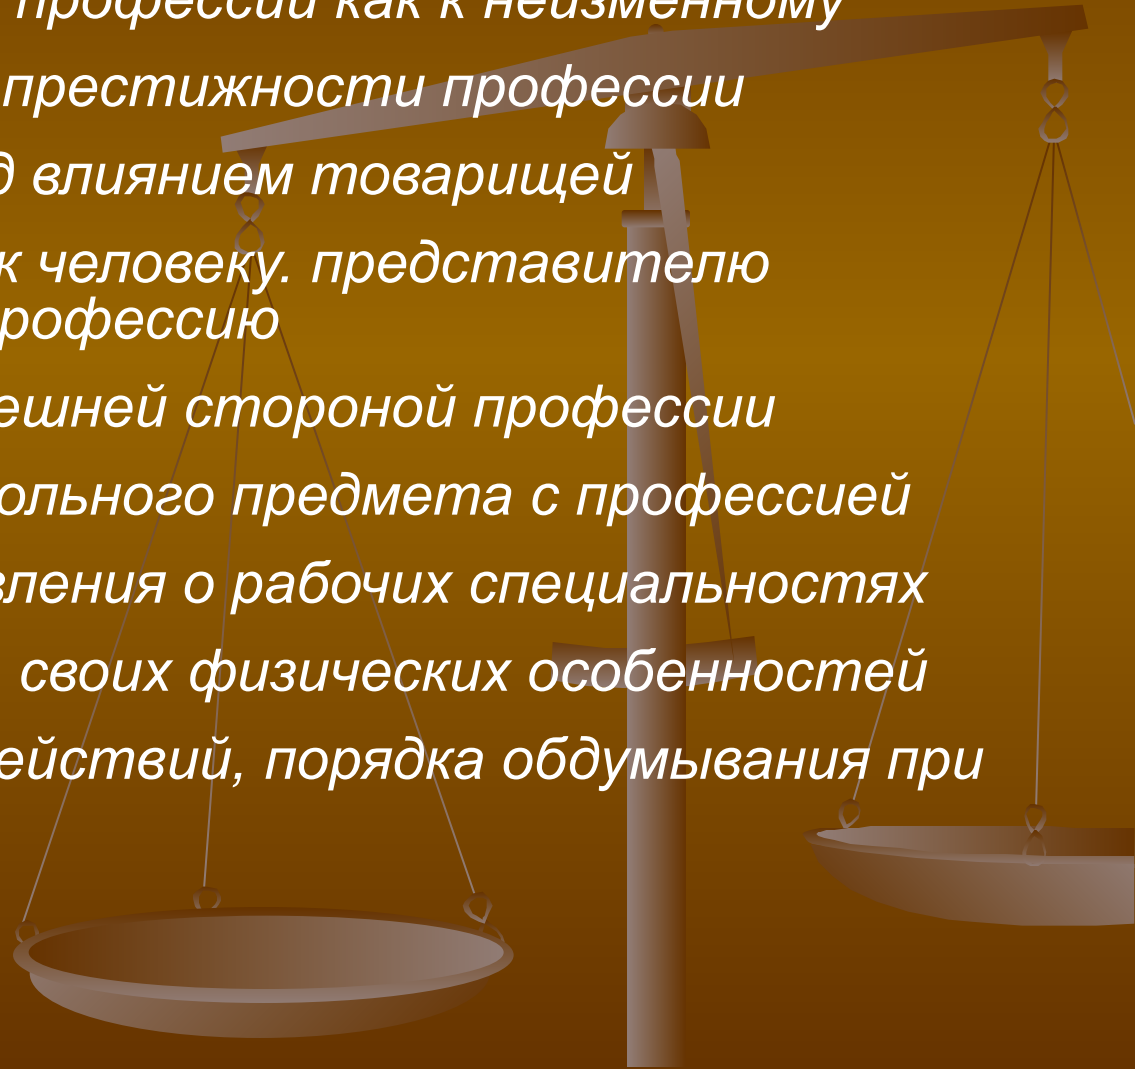 профессии как к неизменному
престижности профессии
д влиянием товарищей
к человеку. представителю
рофессию
ешней стороной профессии
ольного предмета с профессией
вления о рабочих специальностях
своих физических особенностей
ействий, порядка обдумывания при